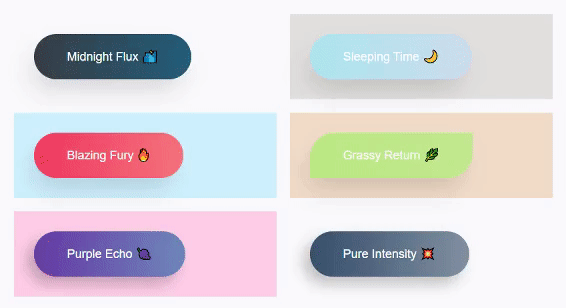 Midnight Flux 🏙️
Sleeping Time 🌙
Blazing Fury 🔥
Grassy Return 🌿
Purple Echo 🍠
Pure Intensity 💥